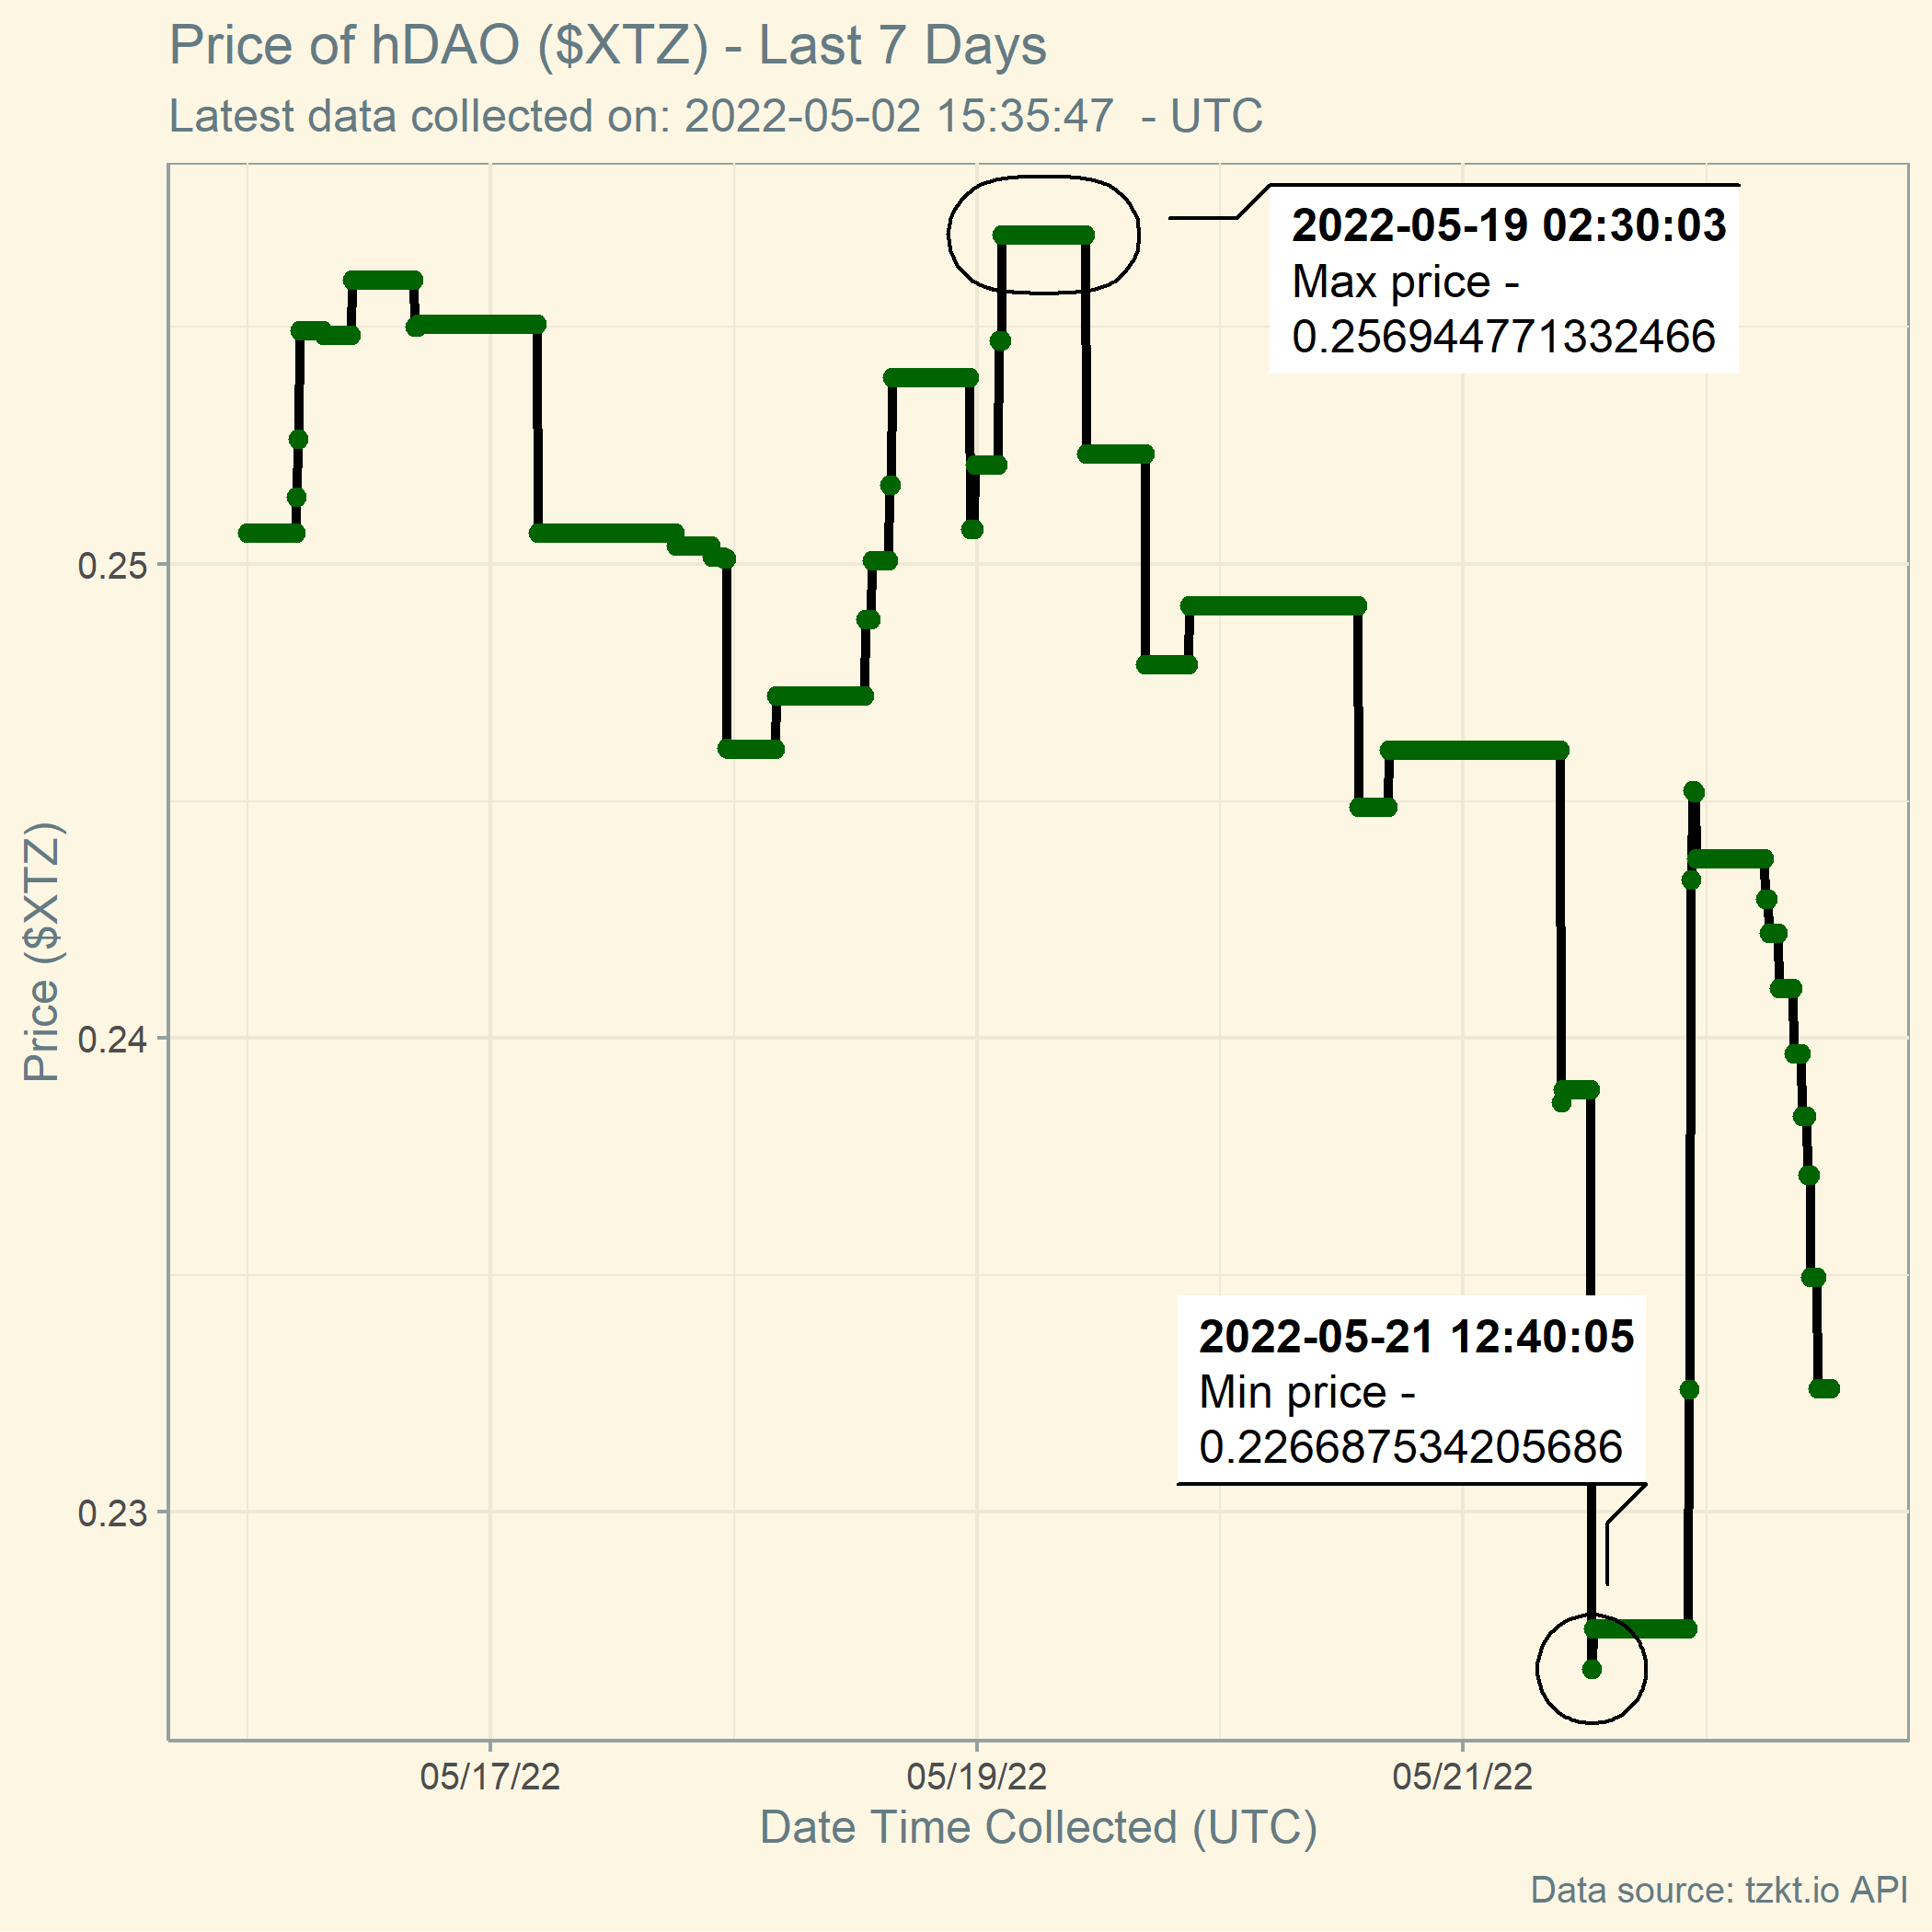 Price of hDAO ($XTZ) - Last 7 Days
Latest data collected on: 2022-05-02 15:35:47  - UTC
2022-05-19 02:30:03
Max price -
0.256944771332466
0.25
0.24
0.23
Price ($XTZ)
2022-05-21 12:40:05
Min price -
0.226687534205686
05/17/22
05/19/22
05/21/22
Date Time Collected (UTC)
Data source: tzkt.io API